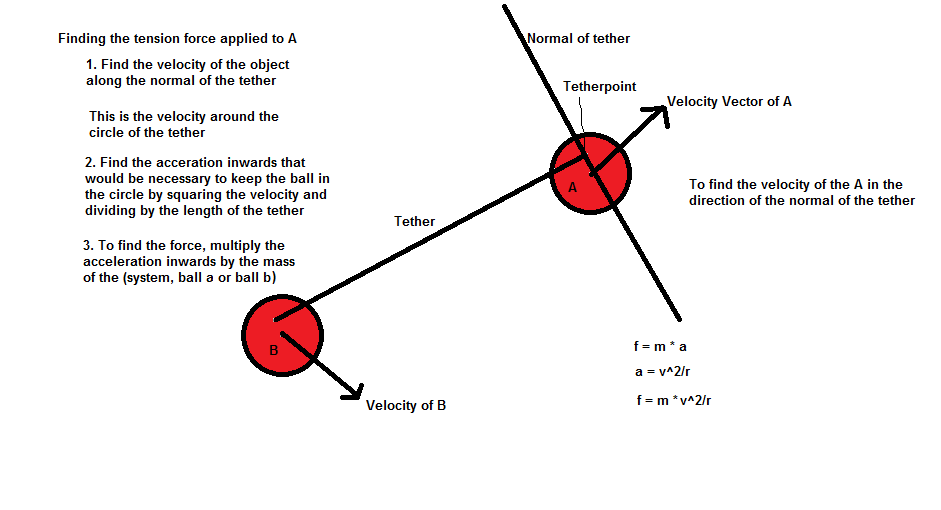 Finding the tension force applied to A
1. Find the velocity of the object
along the normal of the tether
This is the velocity around the
circle of the tether
2. Find the acceration inwards that
would be necessary to keep the ball in
the circle by squaring the velocity and
dividing by the length of the tether
3. To find the force, multiply the
acceleration inwards by the mass
of the (system, ball a or ball b)
Normal of tether
Tetherpoint
Velocity Vector of A
A
To find the velocity of the A in the
direction of the normal of the tether
Tether
B
Velocity of B
f = m * a
a = v^2/r
f = m * v^2/r